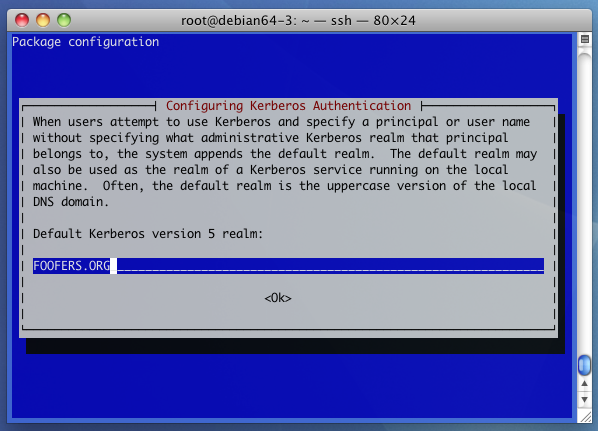 root@debian64-3: ~ — ssh — 80×24
Package configuration
Configuring Kerberos Authentication
When users attempt to use Kerberos and specify a principal or user name
without specifying what administrative Kerberos realm that principal
belongs to, the system appends the default realm.  The default realm may
also be used as the realm of a Kerberos service running on the local
machine.  Often, the default realm is the uppercase version of the local
DNS domain.
Default Kerberos version 5 realm:
FOOFERS.ORG
<Ok>